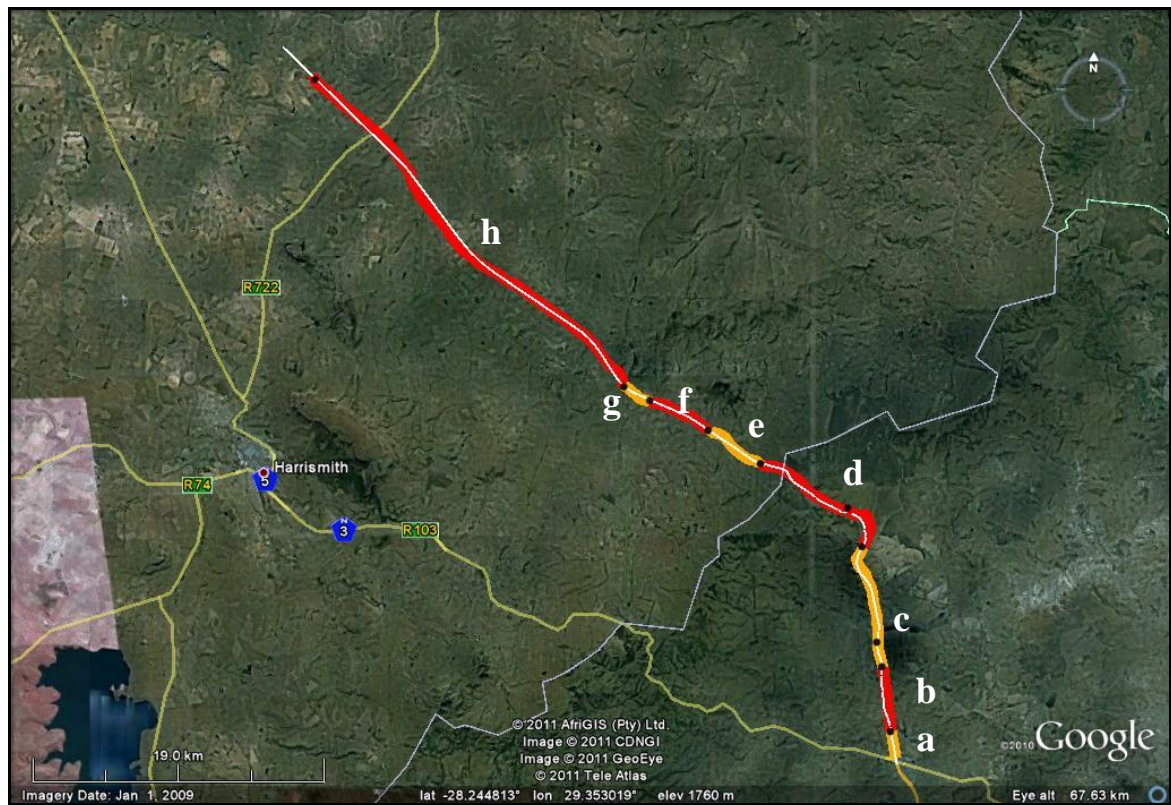 N
h
R722
g
f
e
Harrismith
5
R74
d
N
3
R103
c
b
a
© 2011 AfriGIS (Pty) Ltd.
Image © 2011 CDNGI
Image © 2011 GeoEye
© 2011 Tele Atlas
©2010 Google
19.0 km
Imagery Date: Jan 1, 2009
lat -28.244813° lon 29.353019° elev 1760 m
Eye alt 67.63 km